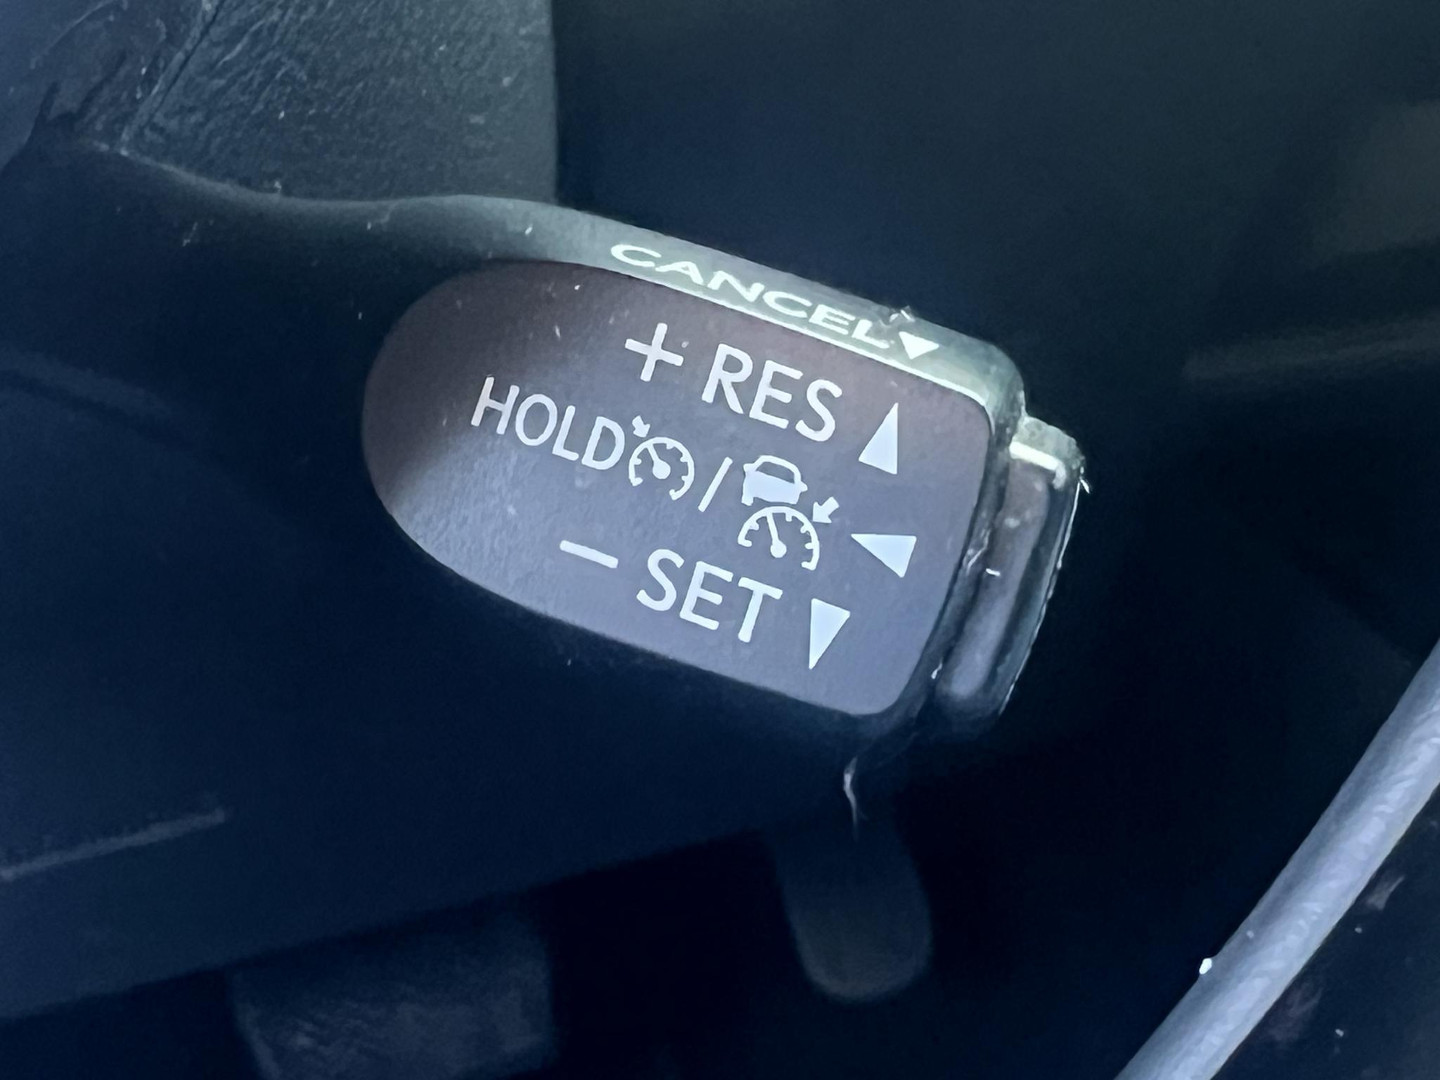 CANCEL
+ RES
HOLD /
− SET